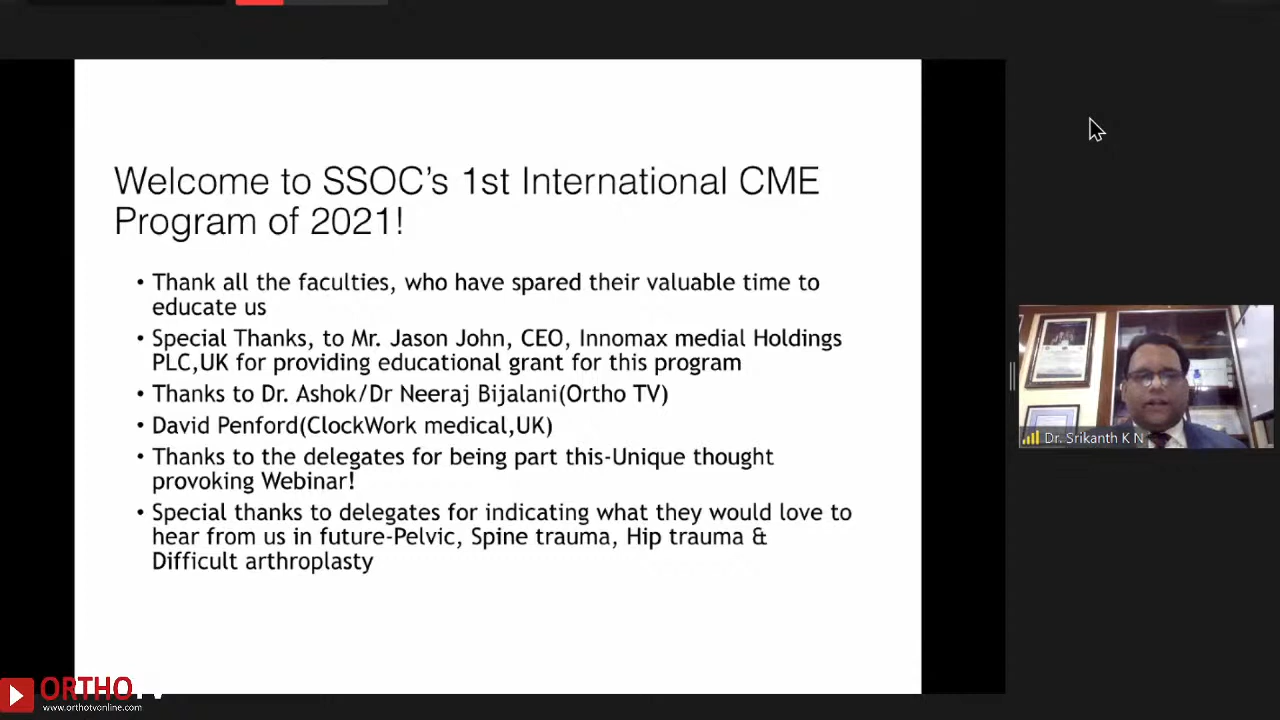 Welcome to SSOC’s 1st International CME
Program of 2021!
• Thank all the faculties, who have spared their valuable time to
educate us
• Special Thanks, to Mr. Jason John, CEO, Innomax medial Holdings
PLC,UK for providing educational grant for this program
• Thanks to Dr. Ashok/Dr Neeraj Bijalani(Ortho TV)
• David Penford(ClockWork medical,UK)
• Thanks to the delegates for being part this-Unique thought
provoking Webinar!
• Special thanks to delegates for indicating what they would love to
hear from us in future-Pelvic, Spine trauma, Hip trauma &
Difficult arthroplasty
Dr. Srikanth K N
ORTHOTV
www.orthotvonline.com